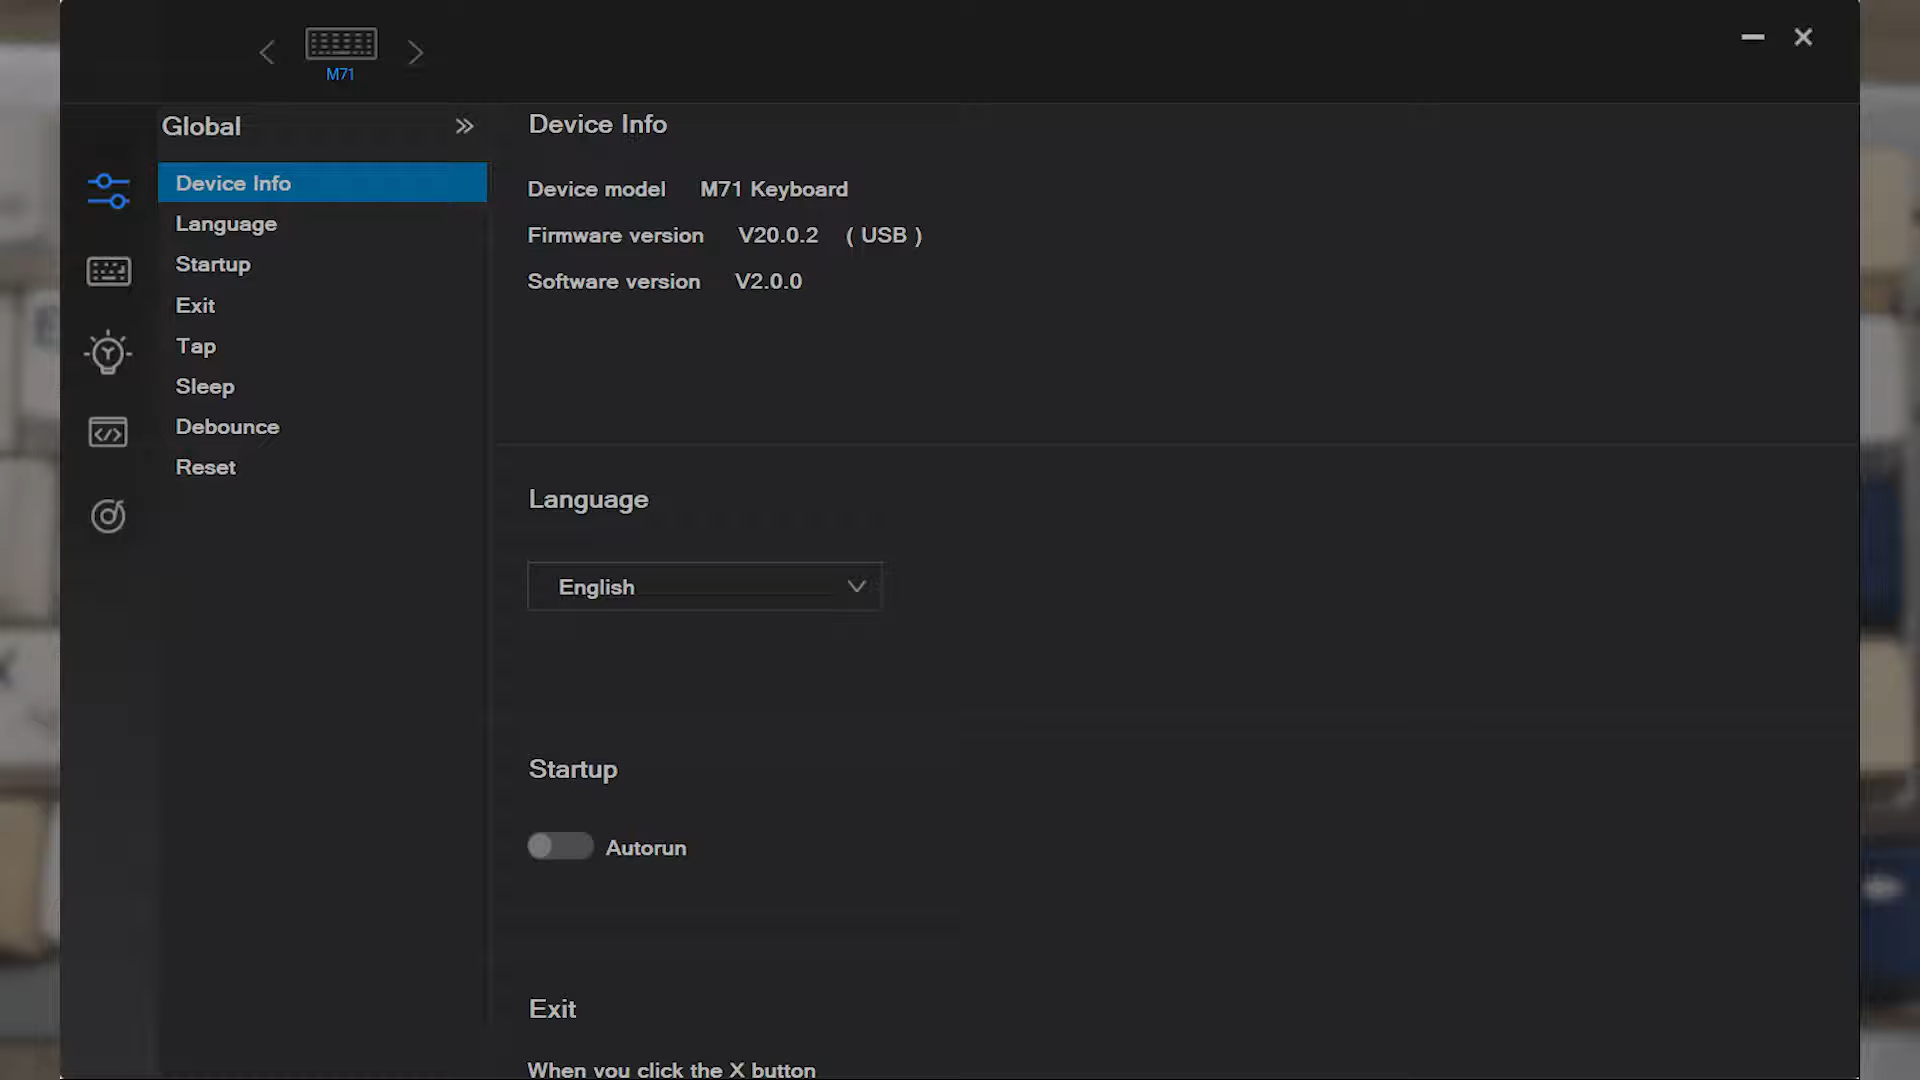 M71
Global
Device Info
Language
Startup
Exit
Tap
Sleep
Debounce
Reset
Device Info
Device model M71 Keyboard
Firmware version V20.0.2 ( USB )
Software version V2.0.0
Language
English
Startup
Autorun
Exit
When you click the X button